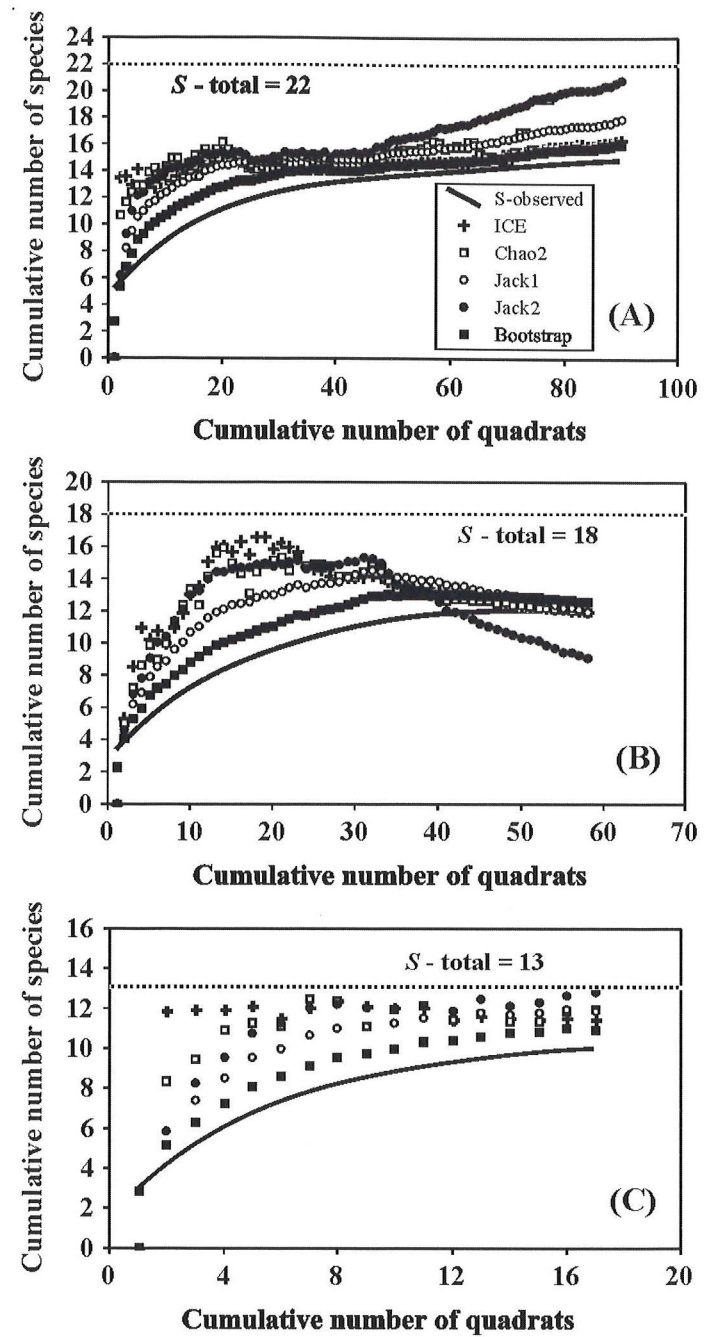 Cumulative number of species
24
22
20
18
16
14
12
10
8
6
4
2
0
S - total = 22
S-observed
ICE
Chao2
Jack1
Jack2
Bootstrap
(A)
0 20 40 60 80 100
Cumulative number of quadrats
Cumulative number of species
20
18
16
14
12
10
8
6
4
2
0
S - total = 18
(B)
0 10 20 30 40 50 60 70
Cumulative number of quadrats
Cumulative number of species
16
14
12
10
8
6
4
2
0
S - total = 13
(C)
0 4 8 12 16 20
Cumulative number of quadrats